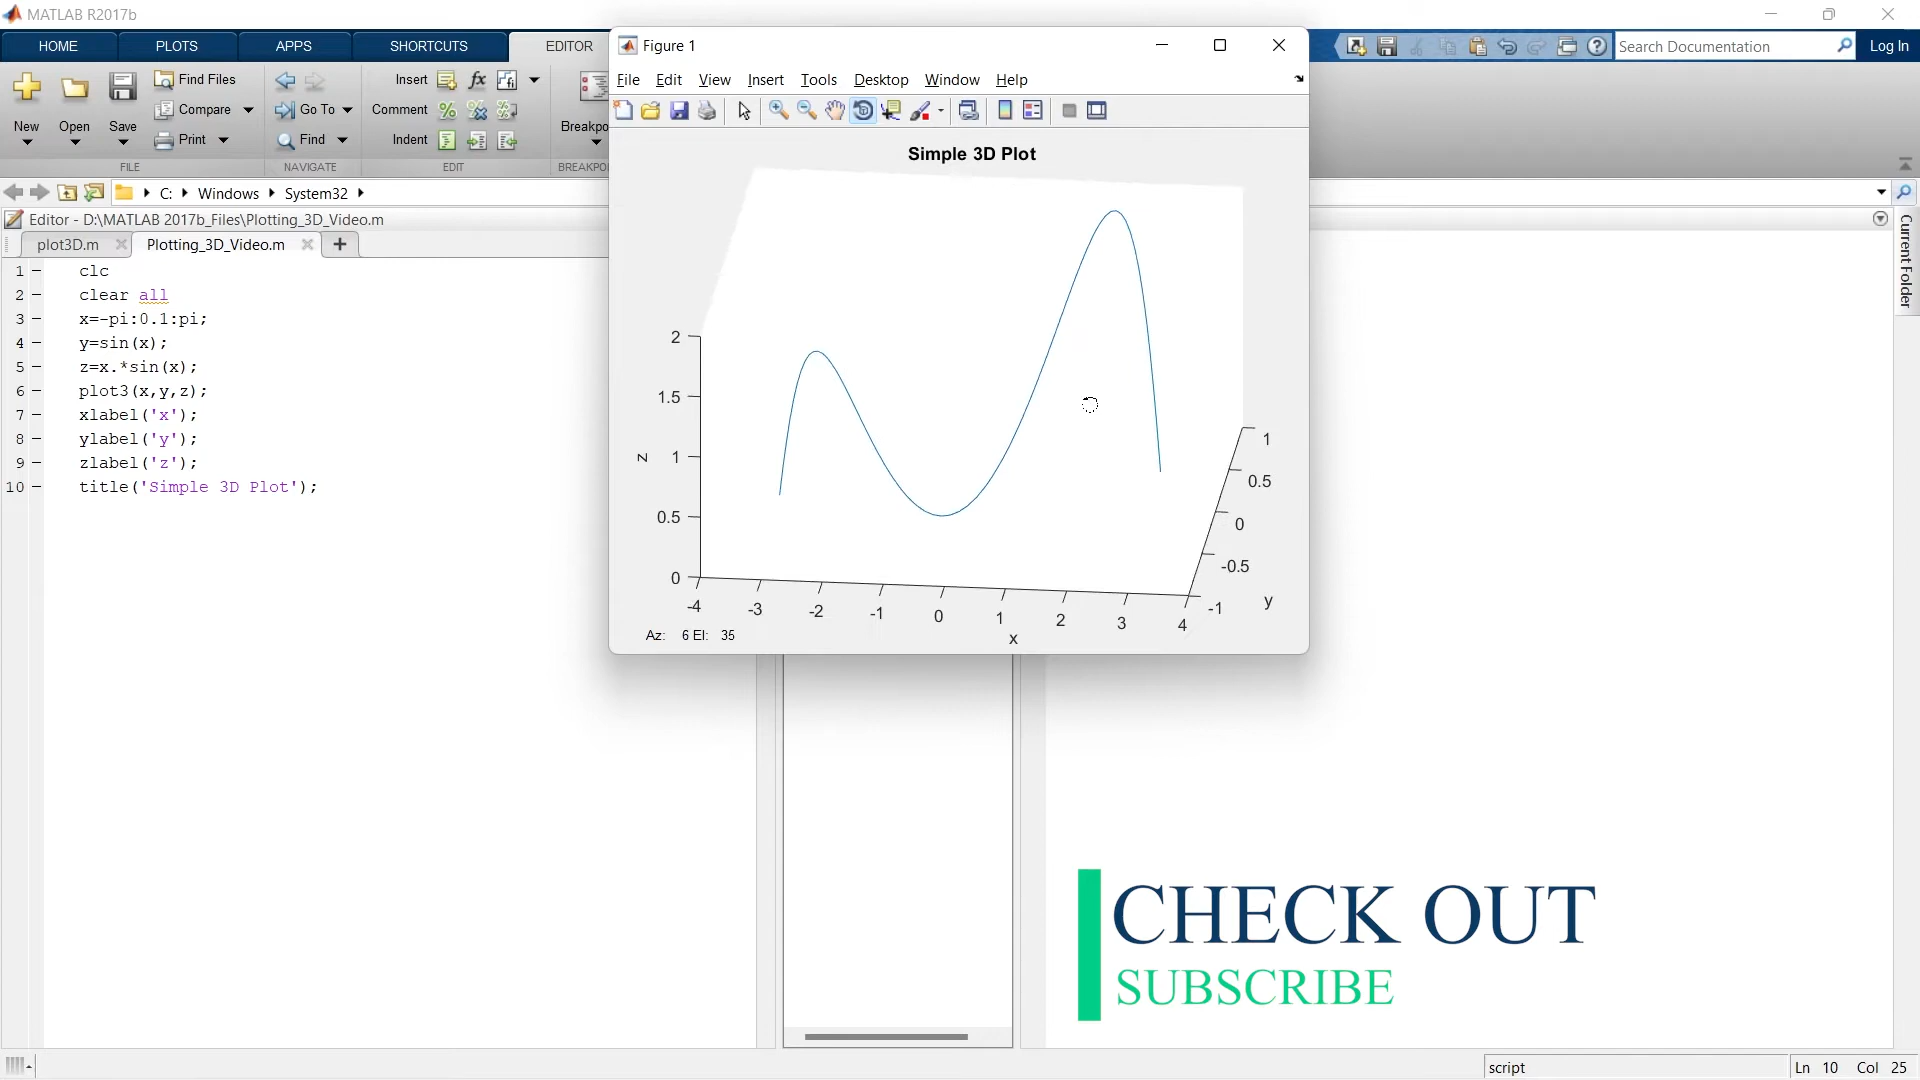 MATLAB R2017b
HOME PLOTS APPS SHORTCUTS EDITOR
Search Documentation
Log In
New
Open
Save
Find Files
Compare
Print
FILE
Go To
Find
NAVIGATE
Insert
Comment
Indent
EDIT
Breakpo
BREAKPOI
C: Windows System32
Editor - D:\MATLAB 2017b_Files\Plotting_3D_Video.m
plot3D.m Plotting_3D_Video.m
1 clc
2 clear all
3 x=-pi:0.1:pi;
4 y=sin(x);
5 z=x.*sin(x);
6 plot3(x,y,z);
7 xlabel('x');
8 ylabel('y');
9 zlabel('z');
10 title('Simple 3D Plot');
Figure 1
File Edit View Insert Tools Desktop Window Help
Simple 3D Plot
2
1.5
1
0.5
0
z
-4 -3 -2 -1 0 1 2 3 4
x
1
0.5
0
-0.5
-1
y
Az: 6 El: 35
Current Folder
CHECK OUT
SUBSCRIBE
script
Ln 10 Col 25